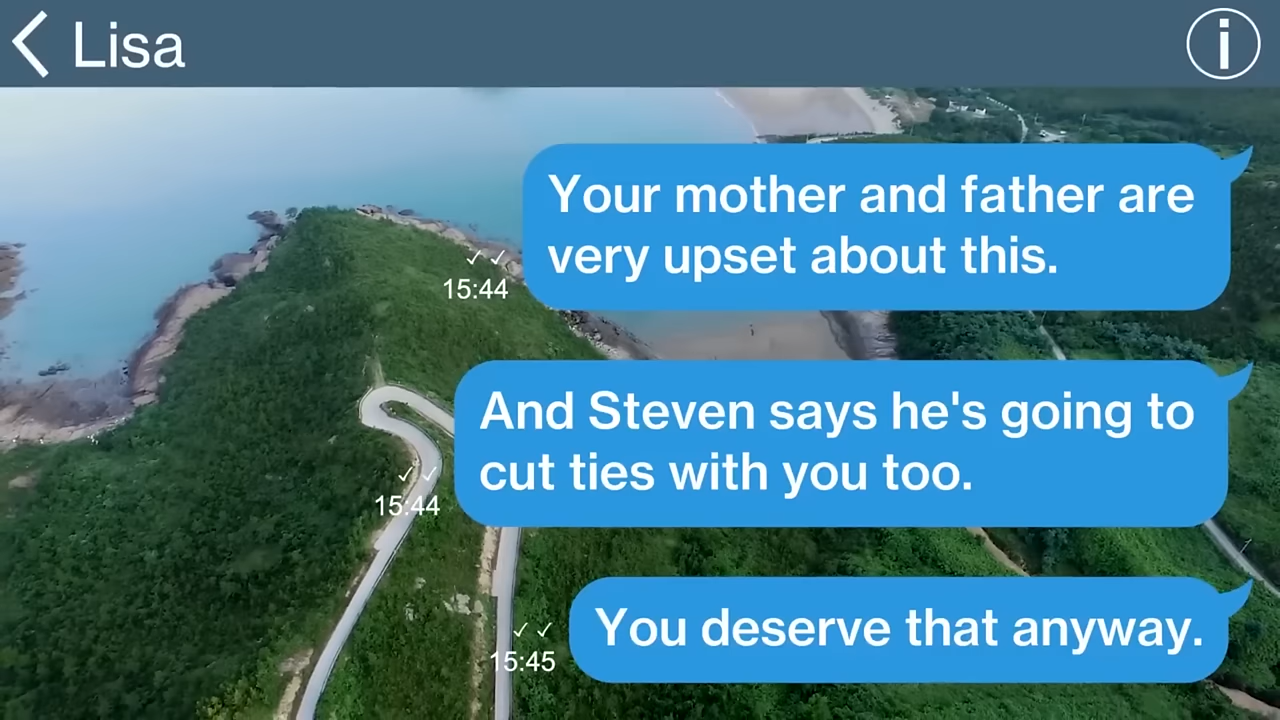 Lisa
Your mother and father are
very upset about this.
15:44
And Steven says he's going to
cut ties with you too.
15:44
You deserve that anyway.
15:45